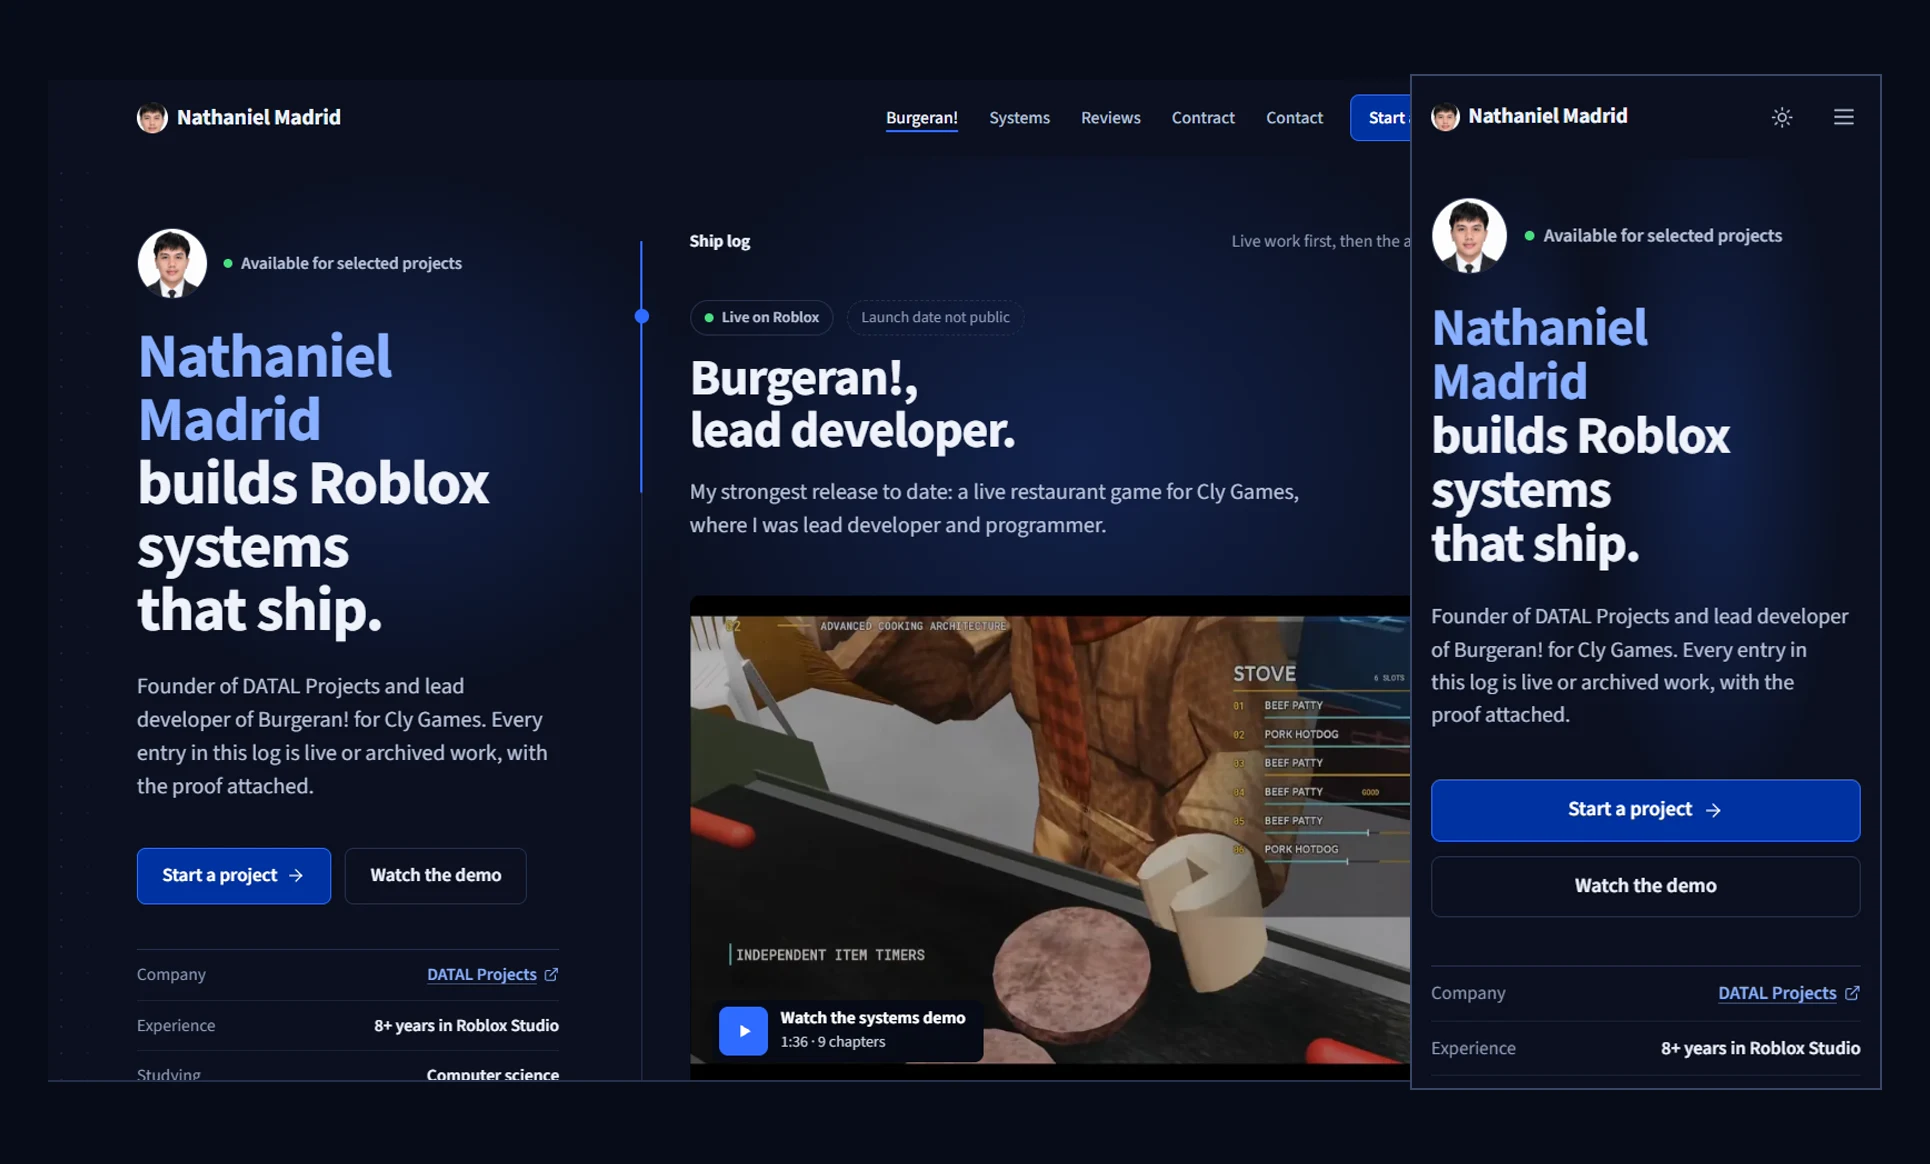 Nathaniel Madrid
Burgeran!
Systems
Reviews
Contract
Contact
Start
Available for selected projects
Nathaniel
Madrid
builds Roblox
systems
that ship.
Founder of DATAL Projects and lead
developer of Burgeran! for Cly Games. Every
entry in this log is live or archived work, with
the proof attached.
Start a project →
Watch the demo
Company DATAL Projects
Experience 8+ years in Roblox Studio
Studying Computer science
Ship log
Live work first, then the a
Live on Roblox
Launch date not public
Burgeran!,
lead developer.
My strongest release to date: a live restaurant game for Cly Games,
where I was lead developer and programmer.
02 ADVANCED COOKING ARCHITECTURE
STOVE 6 SLOTS
01 BEEF PATTY
02 PORK HOTDOG
03 BEEF PATTY
04 BEEF PATTY GOOD
05 BEEF PATTY
06 PORK HOTDOG
INDEPENDENT ITEM TIMERS
Watch the systems demo
1:36 · 9 chapters
Nathaniel Madrid
Available for selected projects
Nathaniel
Madrid
builds Roblox
systems
that ship.
Founder of DATAL Projects and lead developer
of Burgeran! for Cly Games. Every entry in
this log is live or archived work, with the
proof attached.
Start a project →
Watch the demo
Company DATAL Projects
Experience 8+ years in Roblox Studio